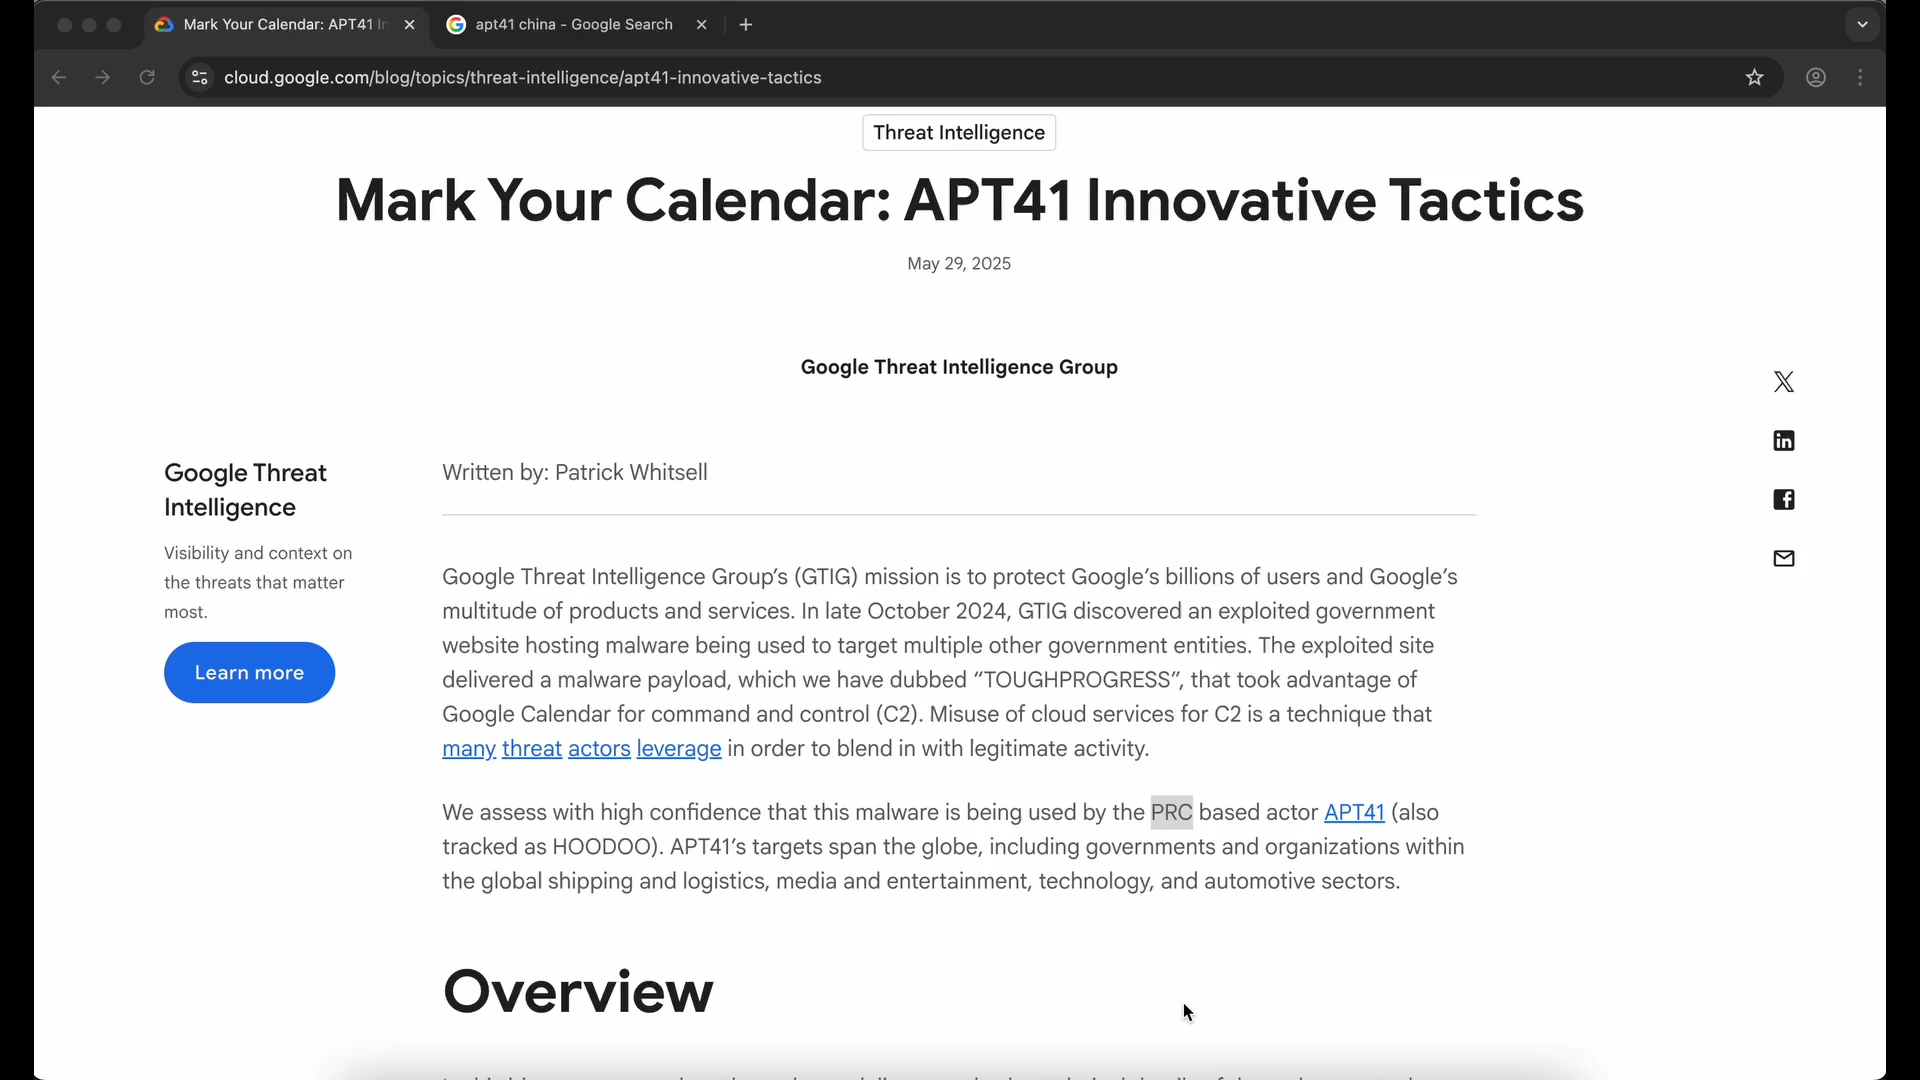 Mark Your Calendar: APT41 In
apt41 china - Google Search
cloud.google.com/blog/topics/threat-intelligence/apt41-innovative-tactics
Threat Intelligence
Mark Your Calendar: APT41 Innovative Tactics
May 29, 2025
Google Threat Intelligence Group
Google Threat
Intelligence
Visibility and context on
the threats that matter
most.
Learn more
Written by: Patrick Whitsell
Google Threat Intelligence Group’s (GTIG) mission is to protect Google’s billions of users and Google’s
multitude of products and services. In late October 2024, GTIG discovered an exploited government
website hosting malware being used to target multiple other government entities. The exploited site
delivered a malware payload, which we have dubbed “TOUGHPROGRESS”, that took advantage of
Google Calendar for command and control (C2). Misuse of cloud services for C2 is a technique that
many threat actors leverage in order to blend in with legitimate activity.
We assess with high confidence that this malware is being used by the PRC based actor APT41 (also
tracked as HOODOO). APT41’s targets span the globe, including governments and organizations within
the global shipping and logistics, media and entertainment, technology, and automotive sectors.
Overview